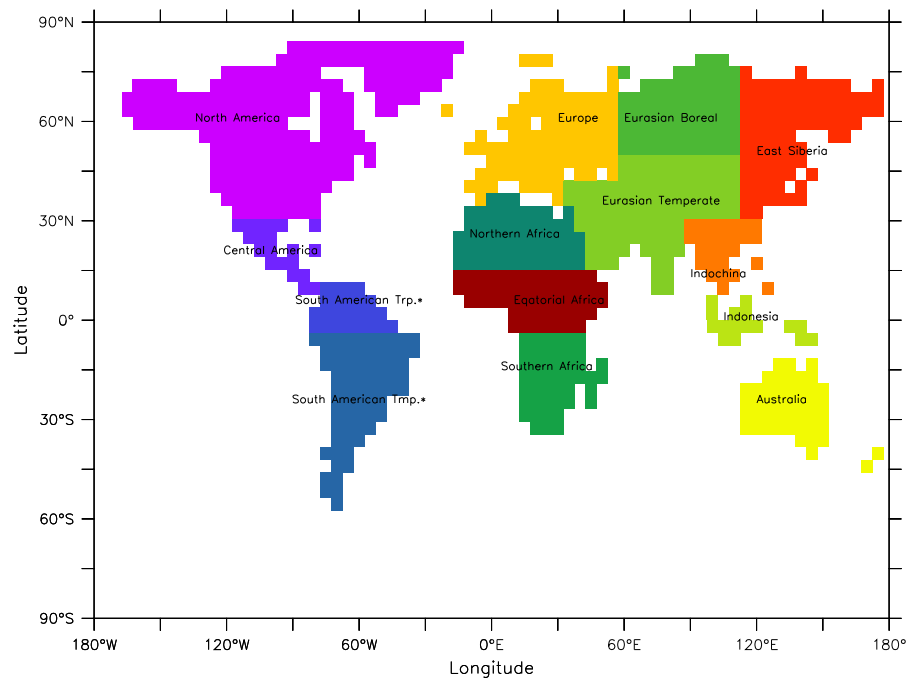 90°N
60°N
30°N
0°
30°S
60°S
90°S
Latitude
North America
Europe
Eurasian Boreal
East Siberia
Eurasian Temperate
Northern Africa
Central America
Indochina
South American Trp.*
Eqatorial Africa
Indonesia
Southern Africa
South American Tmp.*
Australia
180°W
120°W
60°W
0°E
60°E
120°E
180°
Longitude